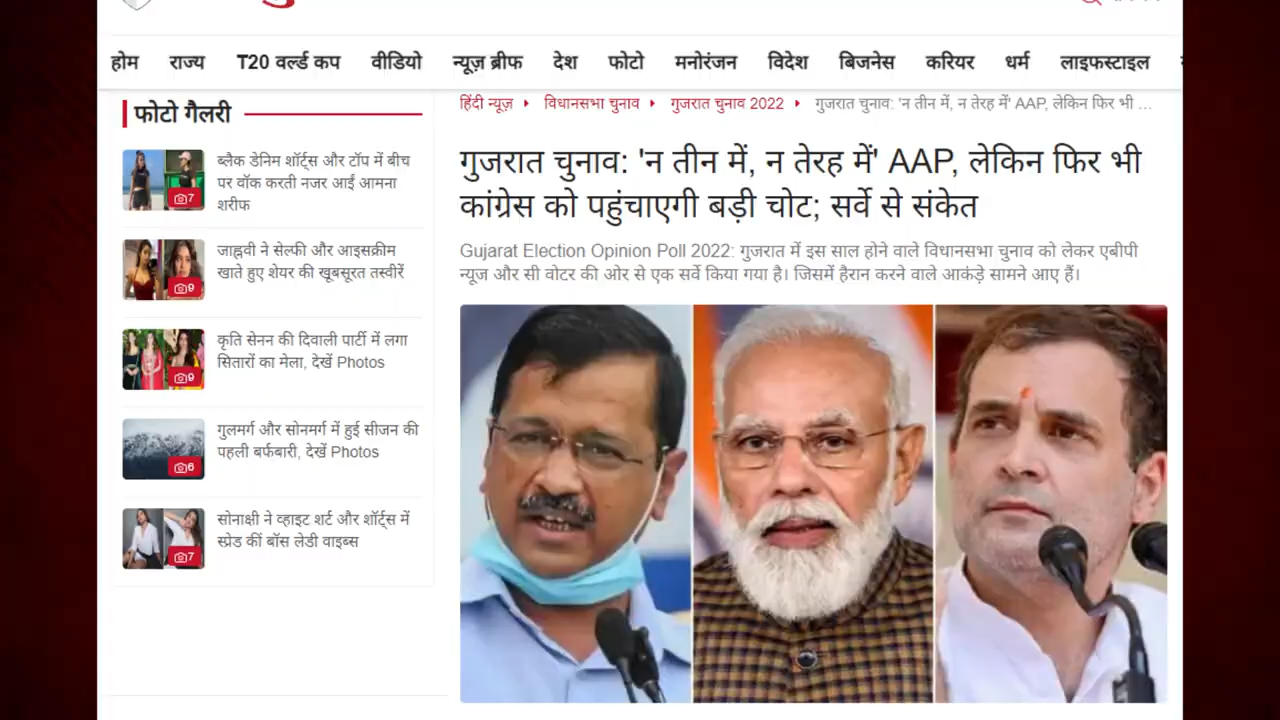 होम राज्य T20 वर्ल्ड कप वीडियो न्यूज़ ब्रीफ देश फोटो मनोरंजन विदेश बिजनेस करियर धर्म लाइफस्टाइल
फोटो गैलरी
ब्लैक डेनिम शॉर्ट्स और टॉप में बीच
पर वॉक करती नजर आईं आमना
शरीफ
7
जाह्नवी ने सेल्फी और आइसक्रीम
खाते हुए शेयर की खूबसूरत तस्वीरें
9
कृति सेनन की दिवाली पार्टी में लगा
सितारों का मेला, देखें Photos
9
गुलमर्ग और सोनमर्ग में हुई सीजन की
पहली बर्फबारी, देखें Photos
6
सोनाक्षी ने व्हाइट शर्ट और शॉर्ट्स में
स्प्रेड कीं बॉस लेडी वाइब्स
7
हिंदी न्यूज़ विधानसभा चुनाव गुजरात चुनाव 2022 गुजरात चुनाव: 'न तीन में, न तेरह में' AAP, लेकिन फिर भी ...
गुजरात चुनाव: 'न तीन में, न तेरह में' AAP, लेकिन फिर भी
कांग्रेस को पहुंचाएगी बड़ी चोट; सर्वे से संकेत
Gujarat Election Opinion Poll 2022: गुजरात में इस साल होने वाले विधानसभा चुनाव को लेकर एबीपी
न्यूज और सी वोटर की ओर से एक सर्वे किया गया है। जिसमें हैरान करने वाले आकंड़े सामने आए हैं।